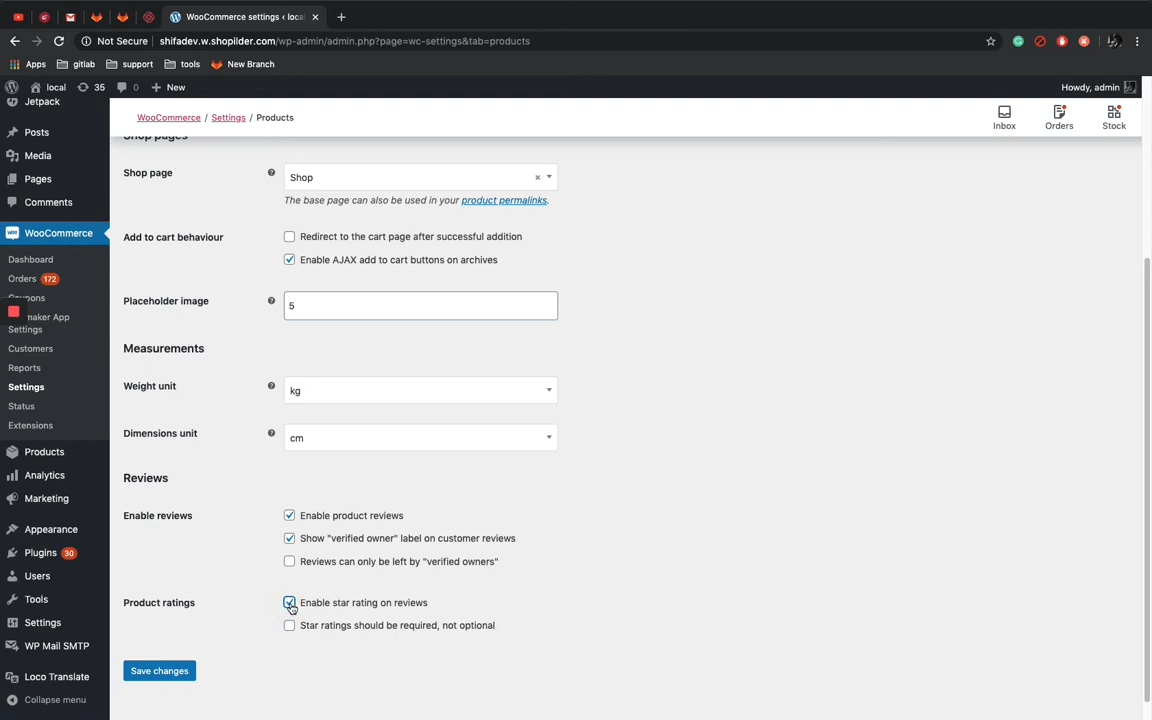 WooCommerce settings < loca
Not Secure
shifadev.w.shopilder.com/wp-admin/admin.php?page=wc-settings&tab=products
Apps
gitlab
support
tools
New Branch
local
35
0
New
Howdy, admin
Jetpack
Posts
Media
Pages
Comments
WooCommerce
Dashboard
Orders 172
Coupons
maker App
Settings
Customers
Reports
Settings
Status
Extensions
Products
Analytics
Marketing
Appearance
Plugins 30
Users
Tools
Settings
WP Mail SMTP
Loco Translate
Collapse menu
WooCommerce / Settings / Products
Inbox
Orders
Stock
Shop pages
Shop page
Shop
The base page can also be used in your product permalinks.
Add to cart behaviour
Redirect to the cart page after successful addition
Enable AJAX add to cart buttons on archives
Placeholder image
5
Measurements
Weight unit
kg
Dimensions unit
cm
Reviews
Enable reviews
Enable product reviews
Show "verified owner" label on customer reviews
Reviews can only be left by "verified owners"
Product ratings
Enable star rating on reviews
Star ratings should be required, not optional
Save changes